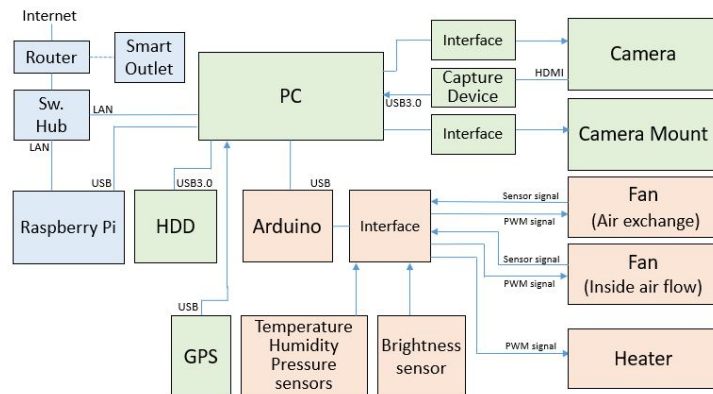 Internet
Router
Smart
Outlet
Sw.
Hub
LAN
LAN
USB
Raspberry Pi
PC
Interface
Camera
HDMI
Capture
Device
USB3.0
Interface
Camera Mount
USB3.0
HDD
USB
Arduino
Interface
Sensor signal
PWM signal
Fan
(Air exchange)
Sensor signal
PWM signal
Fan
(Inside air flow)
USB
GPS
Temperature
Humidity
Pressure
sensors
Brightness
sensor
PWM signal
Heater